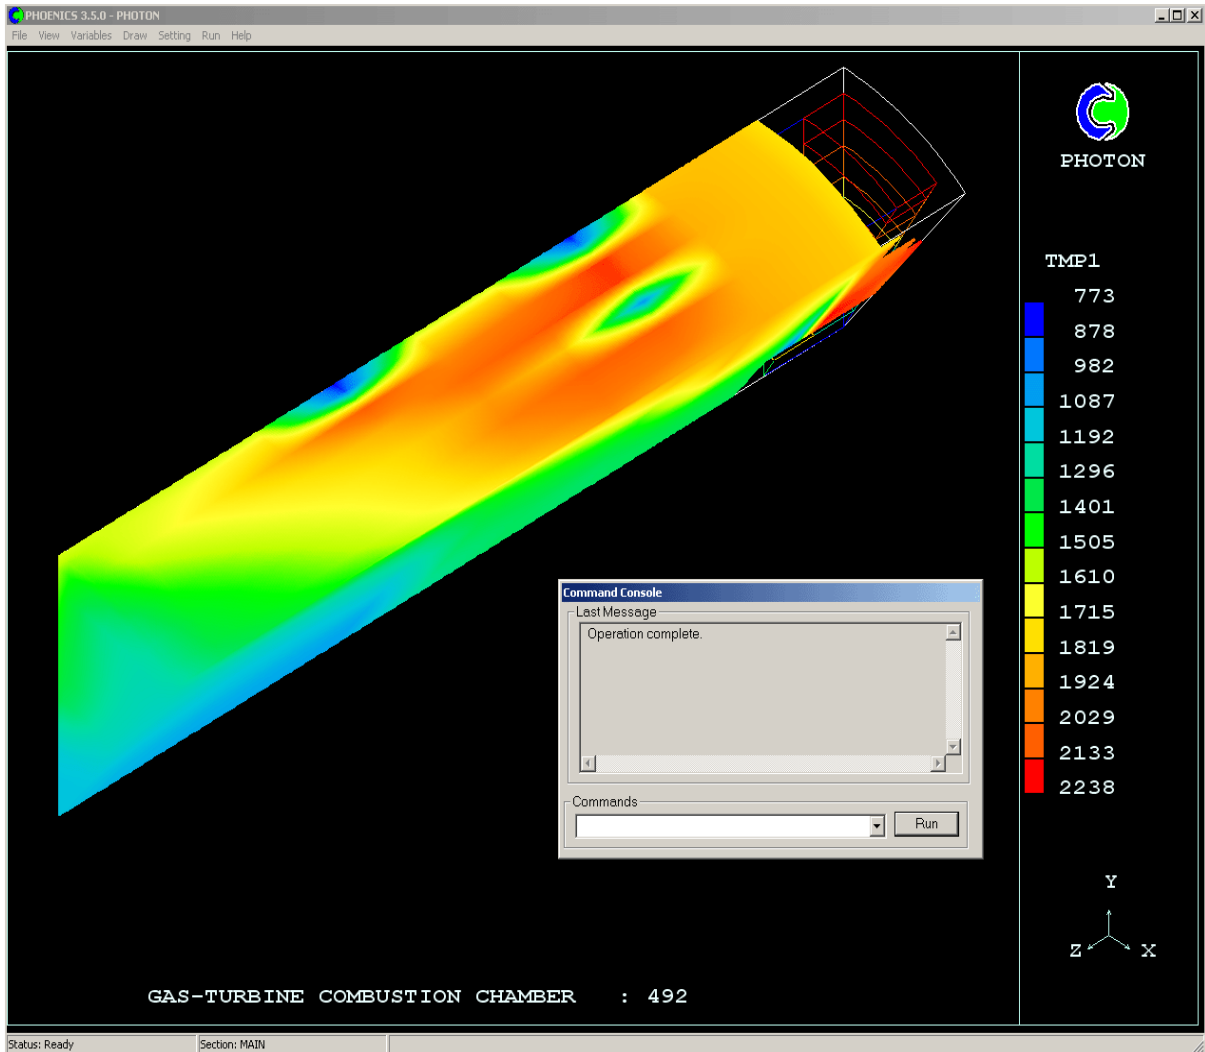 PHOENICS 3.5.0 - PHOTON
File View Variables Draw Setting Run Help
PHOTON
TMP1
773
878
982
1087
1192
1296
1401
1505
1610
1715
1819
1924
2029
2133
2238
Command Console
Last Message
Operation complete.
Commands
Run
Y
Z X
GAS-TURBINE COMBUSTION CHAMBER : 492
Status: Ready Section: MAIN